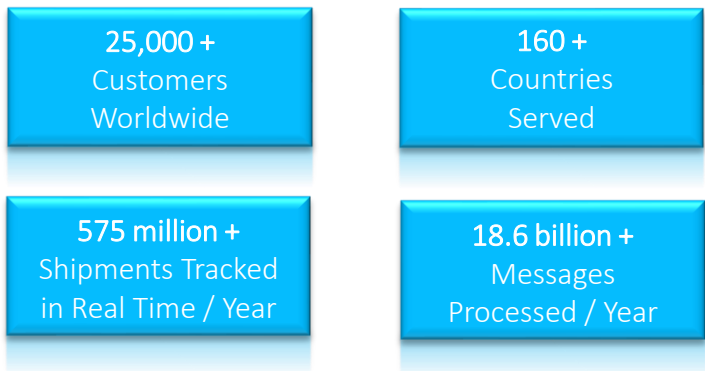 25,000 +
Customers
Worldwide
160 +
Countries
Served
575 million +
Shipments Tracked
in Real Time / Year
18.6 billion +
Messages
Processed / Year